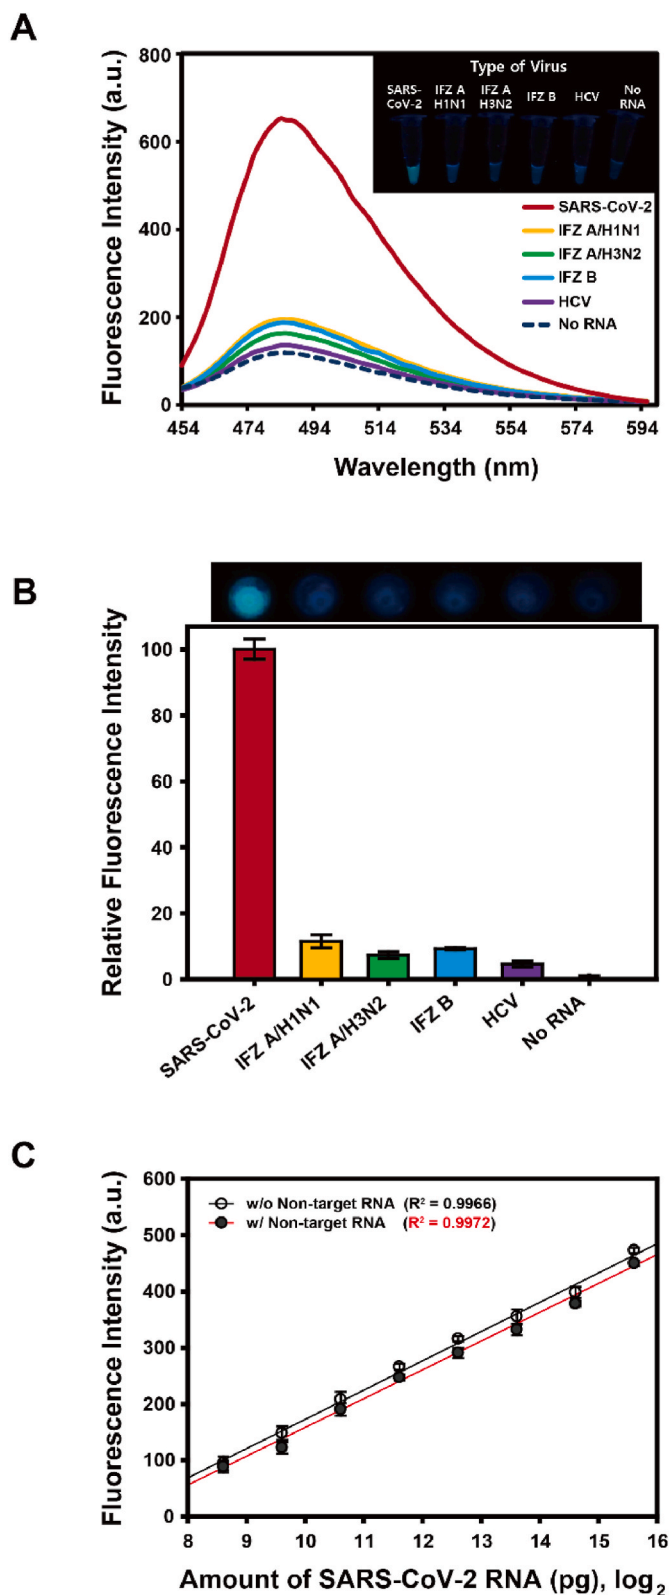 A
Fluorescence Intensity (a.u.)
800
600
400
200
0
Type of Virus
SARS-
CoV-2
IFZ A
H1N1
IFZ A
H3N2
IFZ B
HCV
No
RNA
SARS-CoV-2
IFZ A/H1N1
IFZ A/H3N2
IFZ B
HCV
No RNA
454 474 494 514 534 554 574 594
Wavelength (nm)
B
Relative Fluorescence Intensity
100
80
60
40
20
0
SARS-CoV-2
IFZ A/H1N1
IFZ A/H3N2
IFZ B
HCV
No RNA
C
Fluorescence Intensity (a.u.)
600
500
400
300
200
100
0
w/o Non-target RNA (R² = 0.9966)
w/ Non-target RNA (R² = 0.9972)
8 9 10 11 12 13 14 15 16
Amount of SARS-CoV-2 RNA (pg), log₂